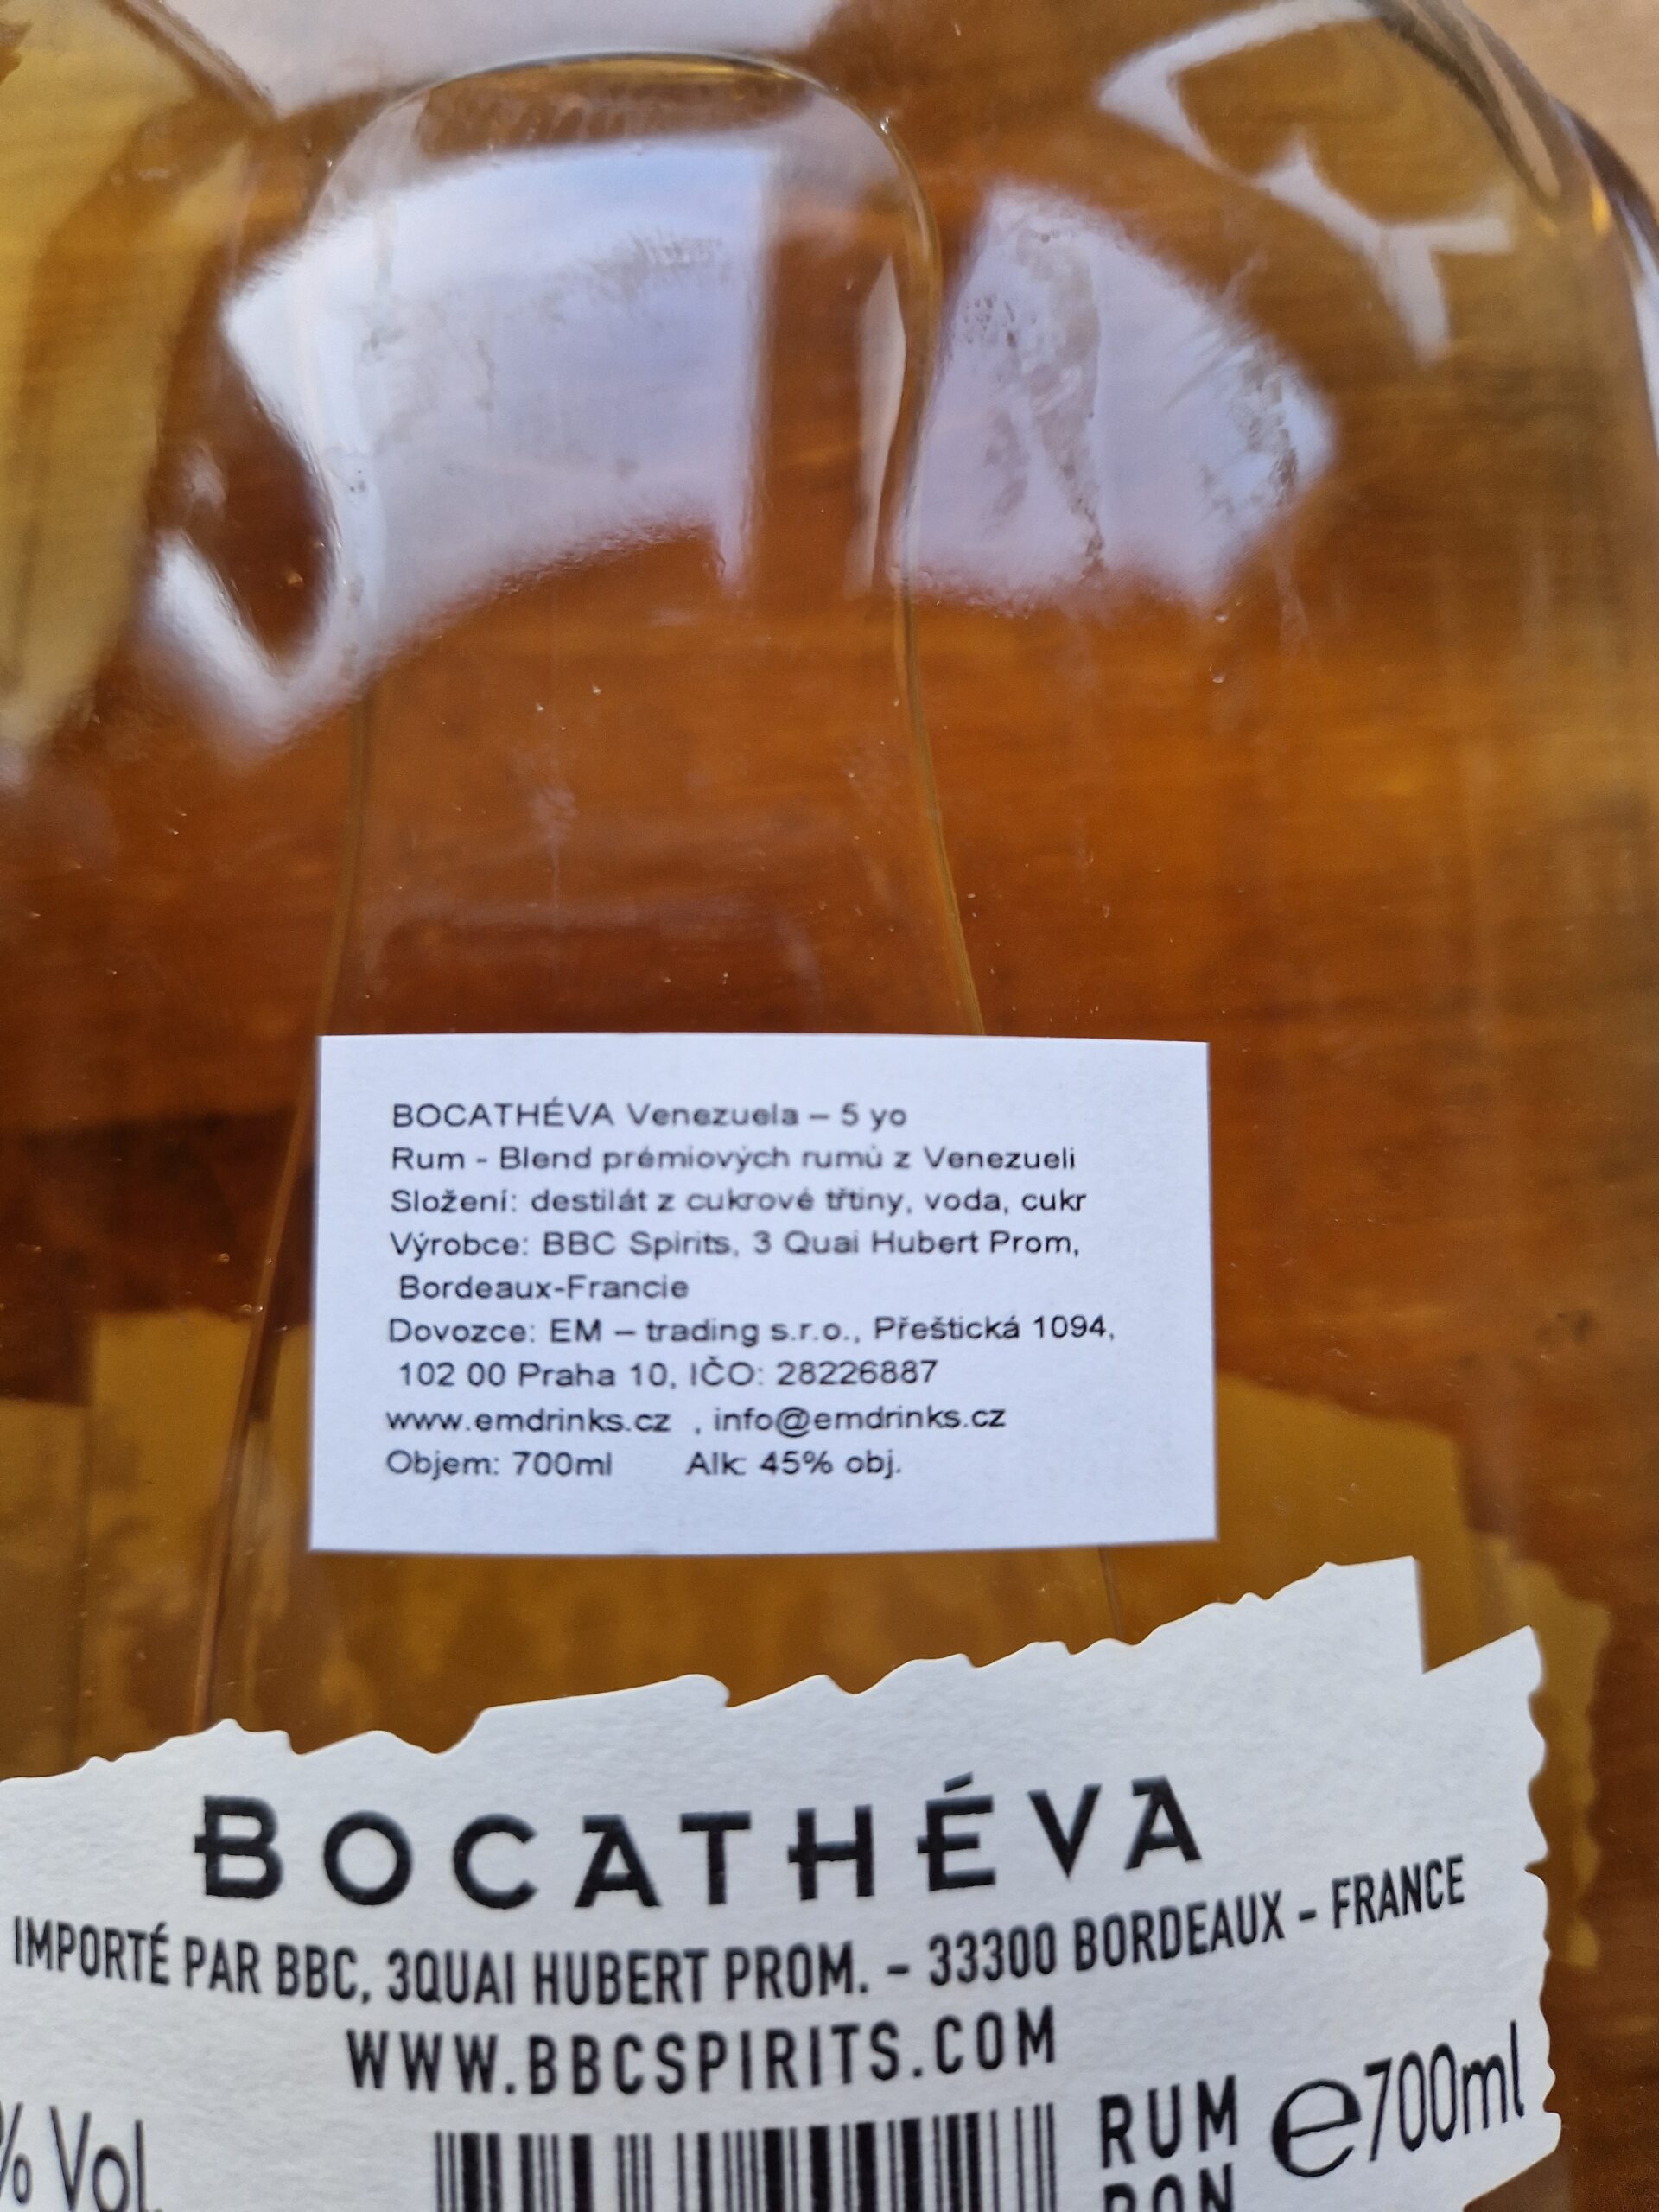 BOCATHÉVA Venezuela – 5 yo
Rum - Blend prémiových rumů z Venezueli
Složení: destilát z cukrové třtiny, voda, cukr
Výrobce: BBC Spirits, 3 Quai Hubert Prom,
Bordeaux-Francie
Dovozce: EM – trading s.r.o., Přeštická 1094,
102 00 Praha 10, IČO: 28226887
www.emdrinks.cz , info@emdrinks.cz
Objem: 700ml Alk: 45% obj.
BOCATHÉVA
IMPORTÉ PAR BBC, 3QUAI HUBERT PROM. - 33300 BORDEAUX - FRANCE
WWW.BBCSPIRITS.COM
% Vol.
RUM
e700ml
RON